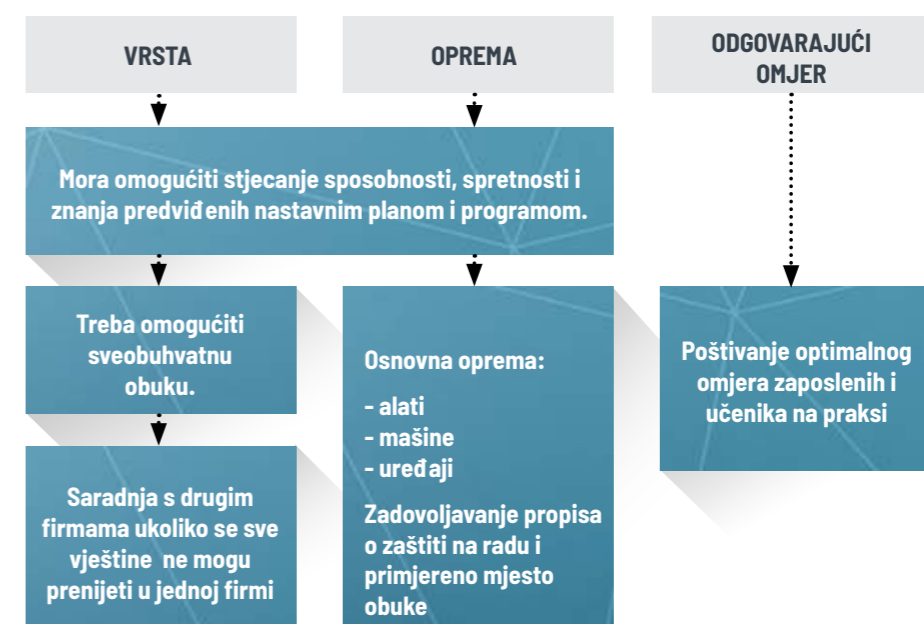 VRSTA
OPREMA
ODGOVARAJUĆI
OMJER
Mora omogućiti stjecanje sposobnosti, spretnosti i
znanja predviđenih nastavnim planom i programom.
Treba omogućiti
sveobuhvatnu
obuku.
Saradnja s drugim
firmama ukoliko se sve
vještine ne mogu
prenijeti u jednoj firmi
Osnovna oprema:
- alati
- mašine
- uređaji
Zadovoljavanje propisa
o zaštiti na radu i
primjereno mjesto
obuke
Poštivanje optimalnog
omjera zaposlenih i
učenika na praksi